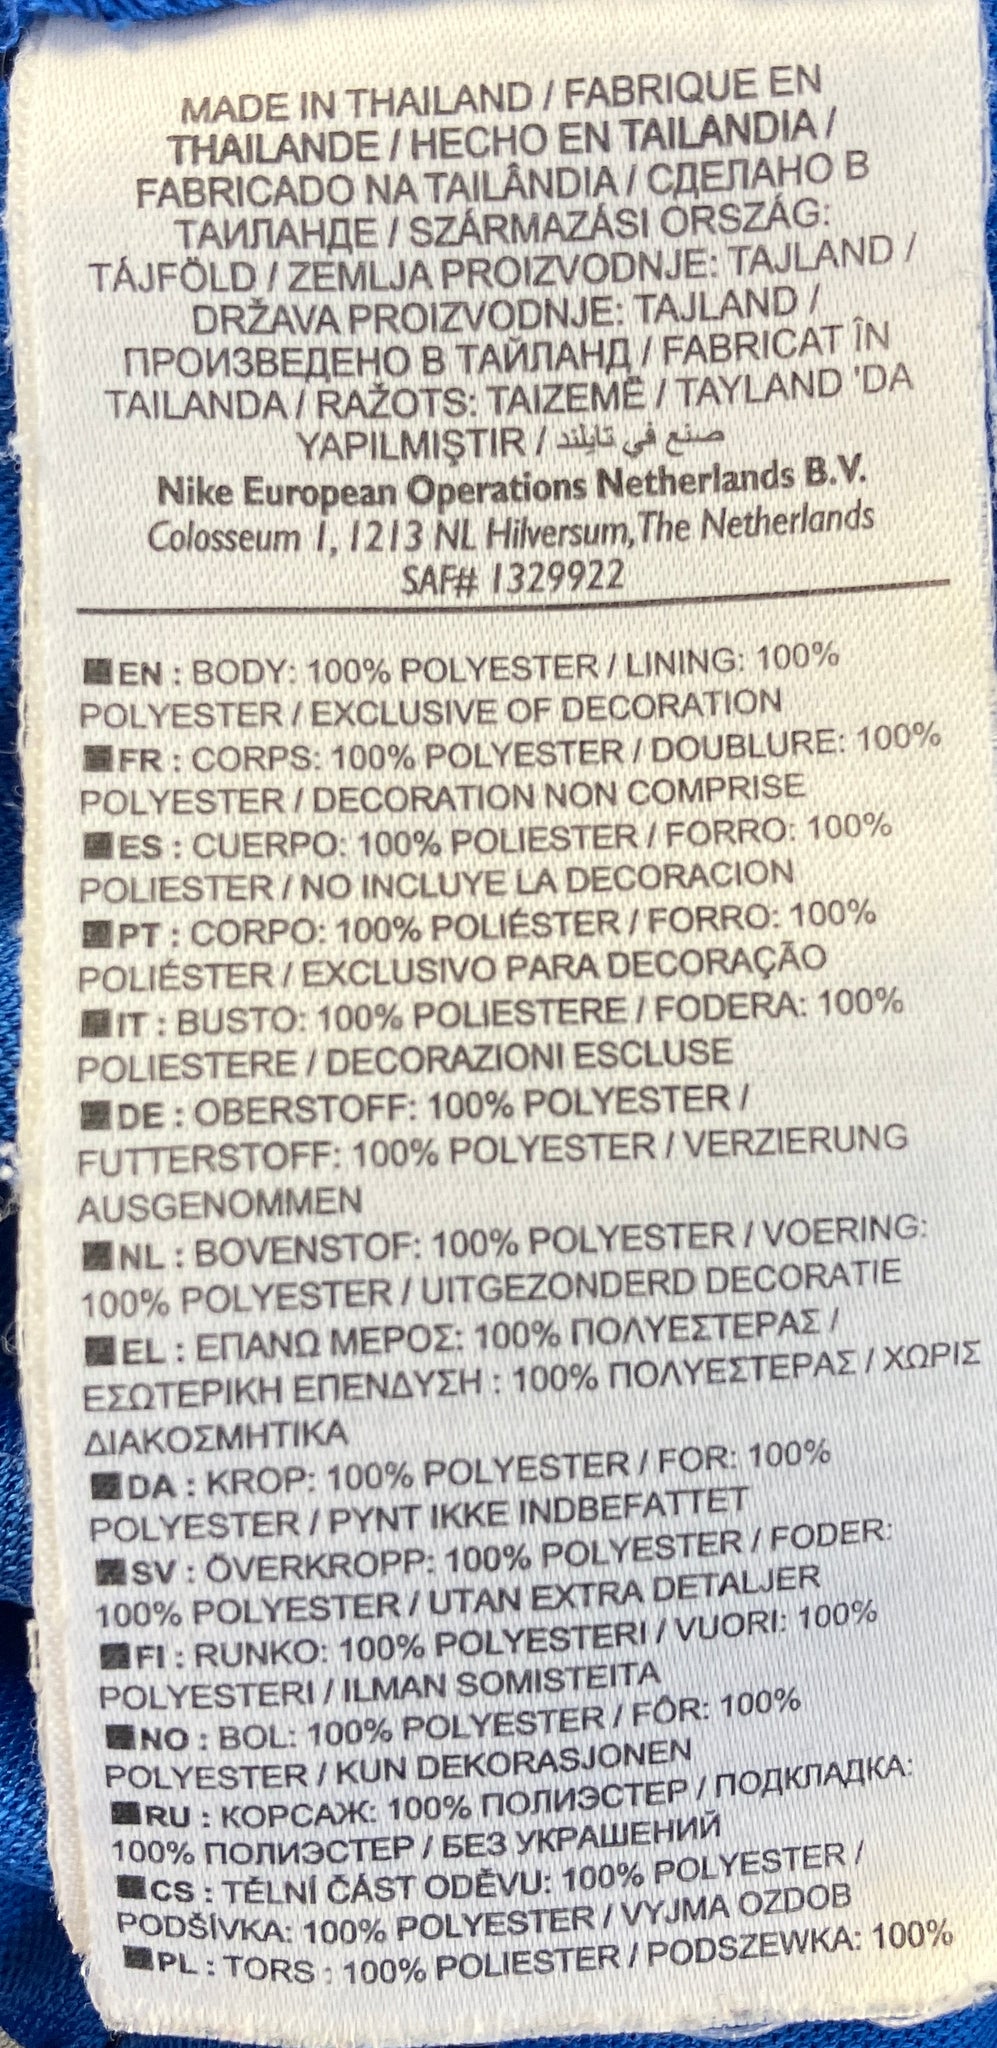 MADE IN THAILAND / FABRIQUE EN
THAILANDE / HECHO EN TAILANDIA /
FABRICADO NA TAILÂNDIA / СДЕЛАНО В
ТАИЛАНДЕ / SZÁRMAZÁSI ORSZÁG:
TÁJFÖLD / ZEMLJA PROIZVODNJE: TAJLAND /
DRŽAVA PROIZVODNJE: TAJLAND /
ПРОИЗВЕДЕНО В ТАЙЛАНД / FABRICAT ÎN
TAILANDA / RAŽOTS: TAIZEMĒ / TAYLAND 'DA
YAPILMIŞTIR / صنع في تايلند
Nike European Operations Netherlands B.V.
Colosseum 1, 1213 NL Hilversum, The Netherlands
SAF# 1329922
EN : BODY: 100% POLYESTER / LINING: 100%
POLYESTER / EXCLUSIVE OF DECORATION
FR : CORPS: 100% POLYESTER / DOUBLURE: 100%
POLYESTER / DECORATION NON COMPRISE
ES : CUERPO: 100% POLIESTER / FORRO: 100%
POLIESTER / NO INCLUYE LA DECORACION
PT : CORPO: 100% POLIÉSTER / FORRO: 100%
POLIÉSTER / EXCLUSIVO PARA DECORAÇÃO
IT : BUSTO: 100% POLIESTERE / FODERA: 100%
POLIESTERE / DECORAZIONI ESCLUSE
DE : OBERSTOFF: 100% POLYESTER /
FUTTERSTOFF: 100% POLYESTER / VERZIERUNG
AUSGENOMMEN
NL : BOVENSTOF: 100% POLYESTER / VOERING:
100% POLYESTER / UITGEZONDERD DECORATIE
EL : ΕΠΑΝΩ ΜΕΡΟΣ: 100% ΠΟΛΥΕΣΤΕΡΑΣ /
ΕΣΩΤΕΡΙΚΗ ΕΠΕΝΔΥΣΗ : 100% ΠΟΛΥΕΣΤΕΡΑΣ / ΧΩΡΙΣ
ΔΙΑΚΟΣΜΗΤΙΚΑ
DA : KROP: 100% POLYESTER / FOR: 100%
POLYESTER / PYNT IKKE INDBEFATTET
SV : ÖVERKROPP: 100% POLYESTER / FODER:
100% POLYESTER / UTAN EXTRA DETALJER
FI : RUNKO: 100% POLYESTERI / VUORI: 100%
POLYESTERI / ILMAN SOMISTEITA
NO : BOL: 100% POLYESTER / FÔR: 100%
POLYESTER / KUN DEKORASJONEN
RU : КОРСАЖ: 100% ПОЛИЭСТЕР / ПОДКЛАДКА:
100% ПОЛИЭСТЕР / БЕЗ УКРАШЕНИЙ
CS : TĚLNÍ ČÁST ODĚVU: 100% POLYESTER /
PODŠÍVKA: 100% POLYESTER / VYJMA OZDOB
PL : TORS : 100% POLIESTER / PODSZEWKA: 100%